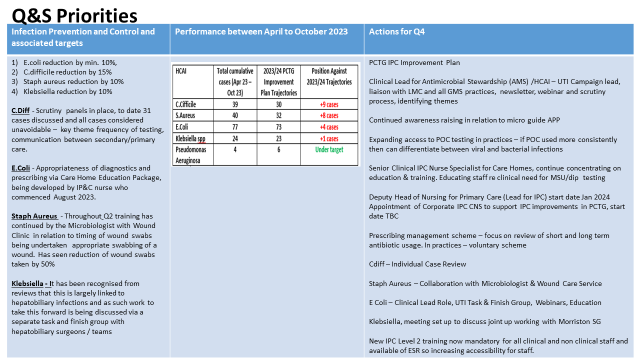 Q&S Priorities
Infection Prevention and Control and
associated targets
Performance between April to October 2023
Actions for Q4
1) E.coli reduction by min. 10%,
2) C.difficile reduction by 15%
3) Staph aureus reduction by 10%
4) Klebsiella reduction by 10%
C.Diff - Scrutiny panels in place, to date 31
cases discussed and all cases considered
unavoidable – key theme frequency of testing,
communication between secondary/primary
care.
E.Coli - Appropriateness of diagnostics and
prescribing via Care Home Education Package,
being developed by IP&C nurse who
commenced August 2023.
Staph Aureus - Throughout Q2 training has
continued by the Microbiologist with Wound
Clinic in relation to timing of wound swabs
being undertaken appropriate swabbing of a
wound. Has seen reduction of wound swabs
taken by 50%
Klebsiella - It has been recognised from
reviews that this is largely linked to
hepatobiliary infections and as such work to
take this forward is being discussed via a
separate task and finish group with
hepatobiliary surgeons / teams
HCAI
Total cumulative
cases (Apr 23 –
Oct 23)
2023/24 PCTG
Improvement
Plan Trajectories
Position Against
2023/24 Trajectories
C.Cifficile 39 30 +9 cases
S.Aureus 40 32 +8 cases
E.Coli 77 73 +4 cases
Klebsiella spp 24 23 +1 cases
Pseudomonas
Aeruginosa
4 6 Under target
PCTG IPC Improvement Plan
Clinical Lead for Antimicrobial Stewardship (AMS) /HCAI – UTI Campaign lead,
liaison with LMC and all GMS practices, newsletter, webinar and scrutiny
process, identifying themes
Continued awareness raising in relation to micro guide APP
Expanding access to POC testing in practices – if POC used more consistently
then can differentiate between viral and bacterial infections
Senior Clinical IPC Nurse Specialist for Care Homes, continue concentrating on
education & training. Educating staff re clinical need for MSU/dip testing
Deputy Head of Nursing for Primary Care (Lead for IPC) start date Jan 2024
Appointment of Corporate IPC CNS to support IPC improvements in PCTG, start
date TBC
Prescribing management scheme – focus on review of short and long term
antibiotic usage. In practices – voluntary scheme
Cdiff – Individual Case Review
Staph Aureus – Collaboration with Microbiologist & Wound Care Service
E Coli – Clinical Lead Role, UTI Task & Finish Group, Webinars, Education
Klebsiella, meeting set up to discuss joint up working with Morriston SG
New IPC Level 2 training now mandatory for all clinical and non clinical staff and
available of ESR so increasing accessibility for staff.